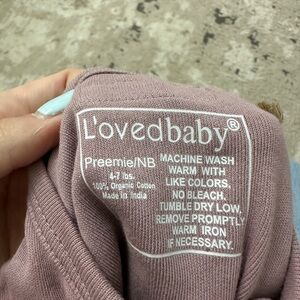 L'ovedbaby®
Preemie/NB
4-7 lbs.
100% Organic Cotton
Made in India
MACHINE WASH
WARM WITH
LIKE COLORS.
NO BLEACH.
TUMBLE DRY LOW,
REMOVE PROMPTLY
WARM IRON
IF NECESSARY.